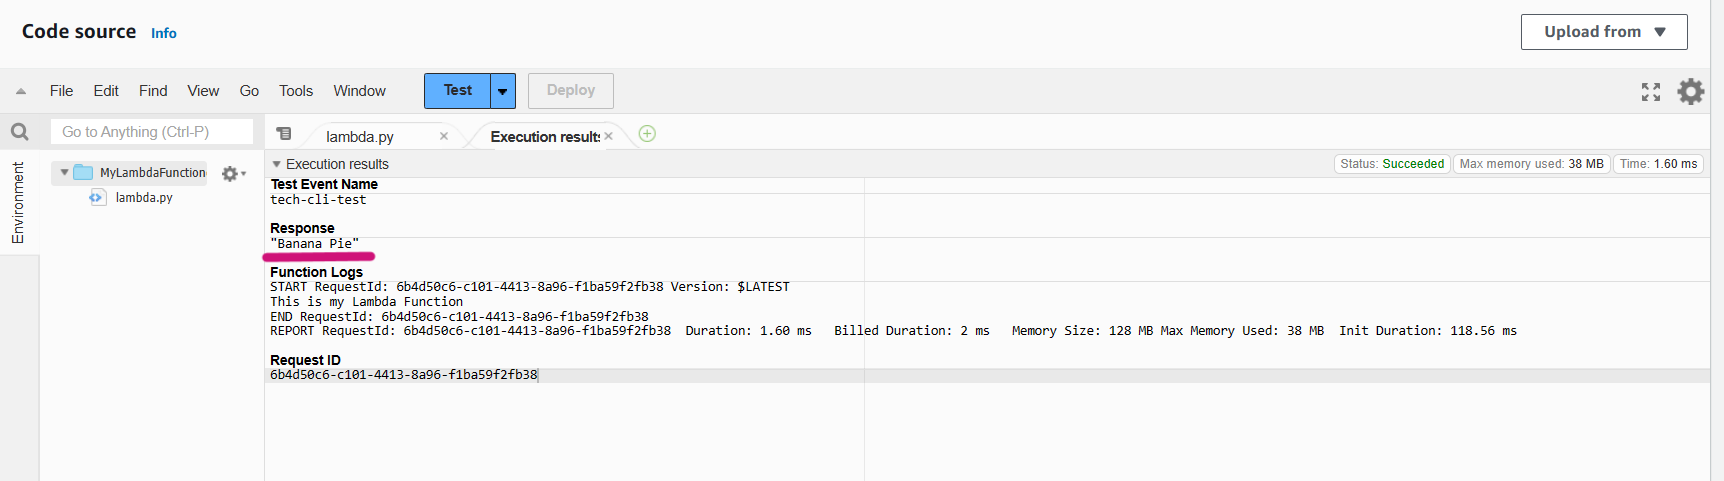 Code source Info
Upload from
File Edit Find View Go Tools Window Test Deploy
Go to Anything (Ctrl-P)
lambda.py
Execution results
Environment
MyLambdaFunction
lambda.py
Execution results
Status: Succeeded Max memory used: 38 MB Time: 1.60 ms
Test Event Name
tech-cli-test
Response
"Banana Pie"
Function Logs
START RequestId: 6b4d50c6-c101-4413-8a96-f1ba59f2fb38 Version: $LATEST
This is my Lambda Function
END RequestId: 6b4d50c6-c101-4413-8a96-f1ba59f2fb38
REPORT RequestId: 6b4d50c6-c101-4413-8a96-f1ba59f2fb38 Duration: 1.60 ms Billed Duration: 2 ms Memory Size: 128 MB Max Memory Used: 38 MB Init Duration: 118.56 ms
Request ID
6b4d50c6-c101-4413-8a96-f1ba59f2fb38